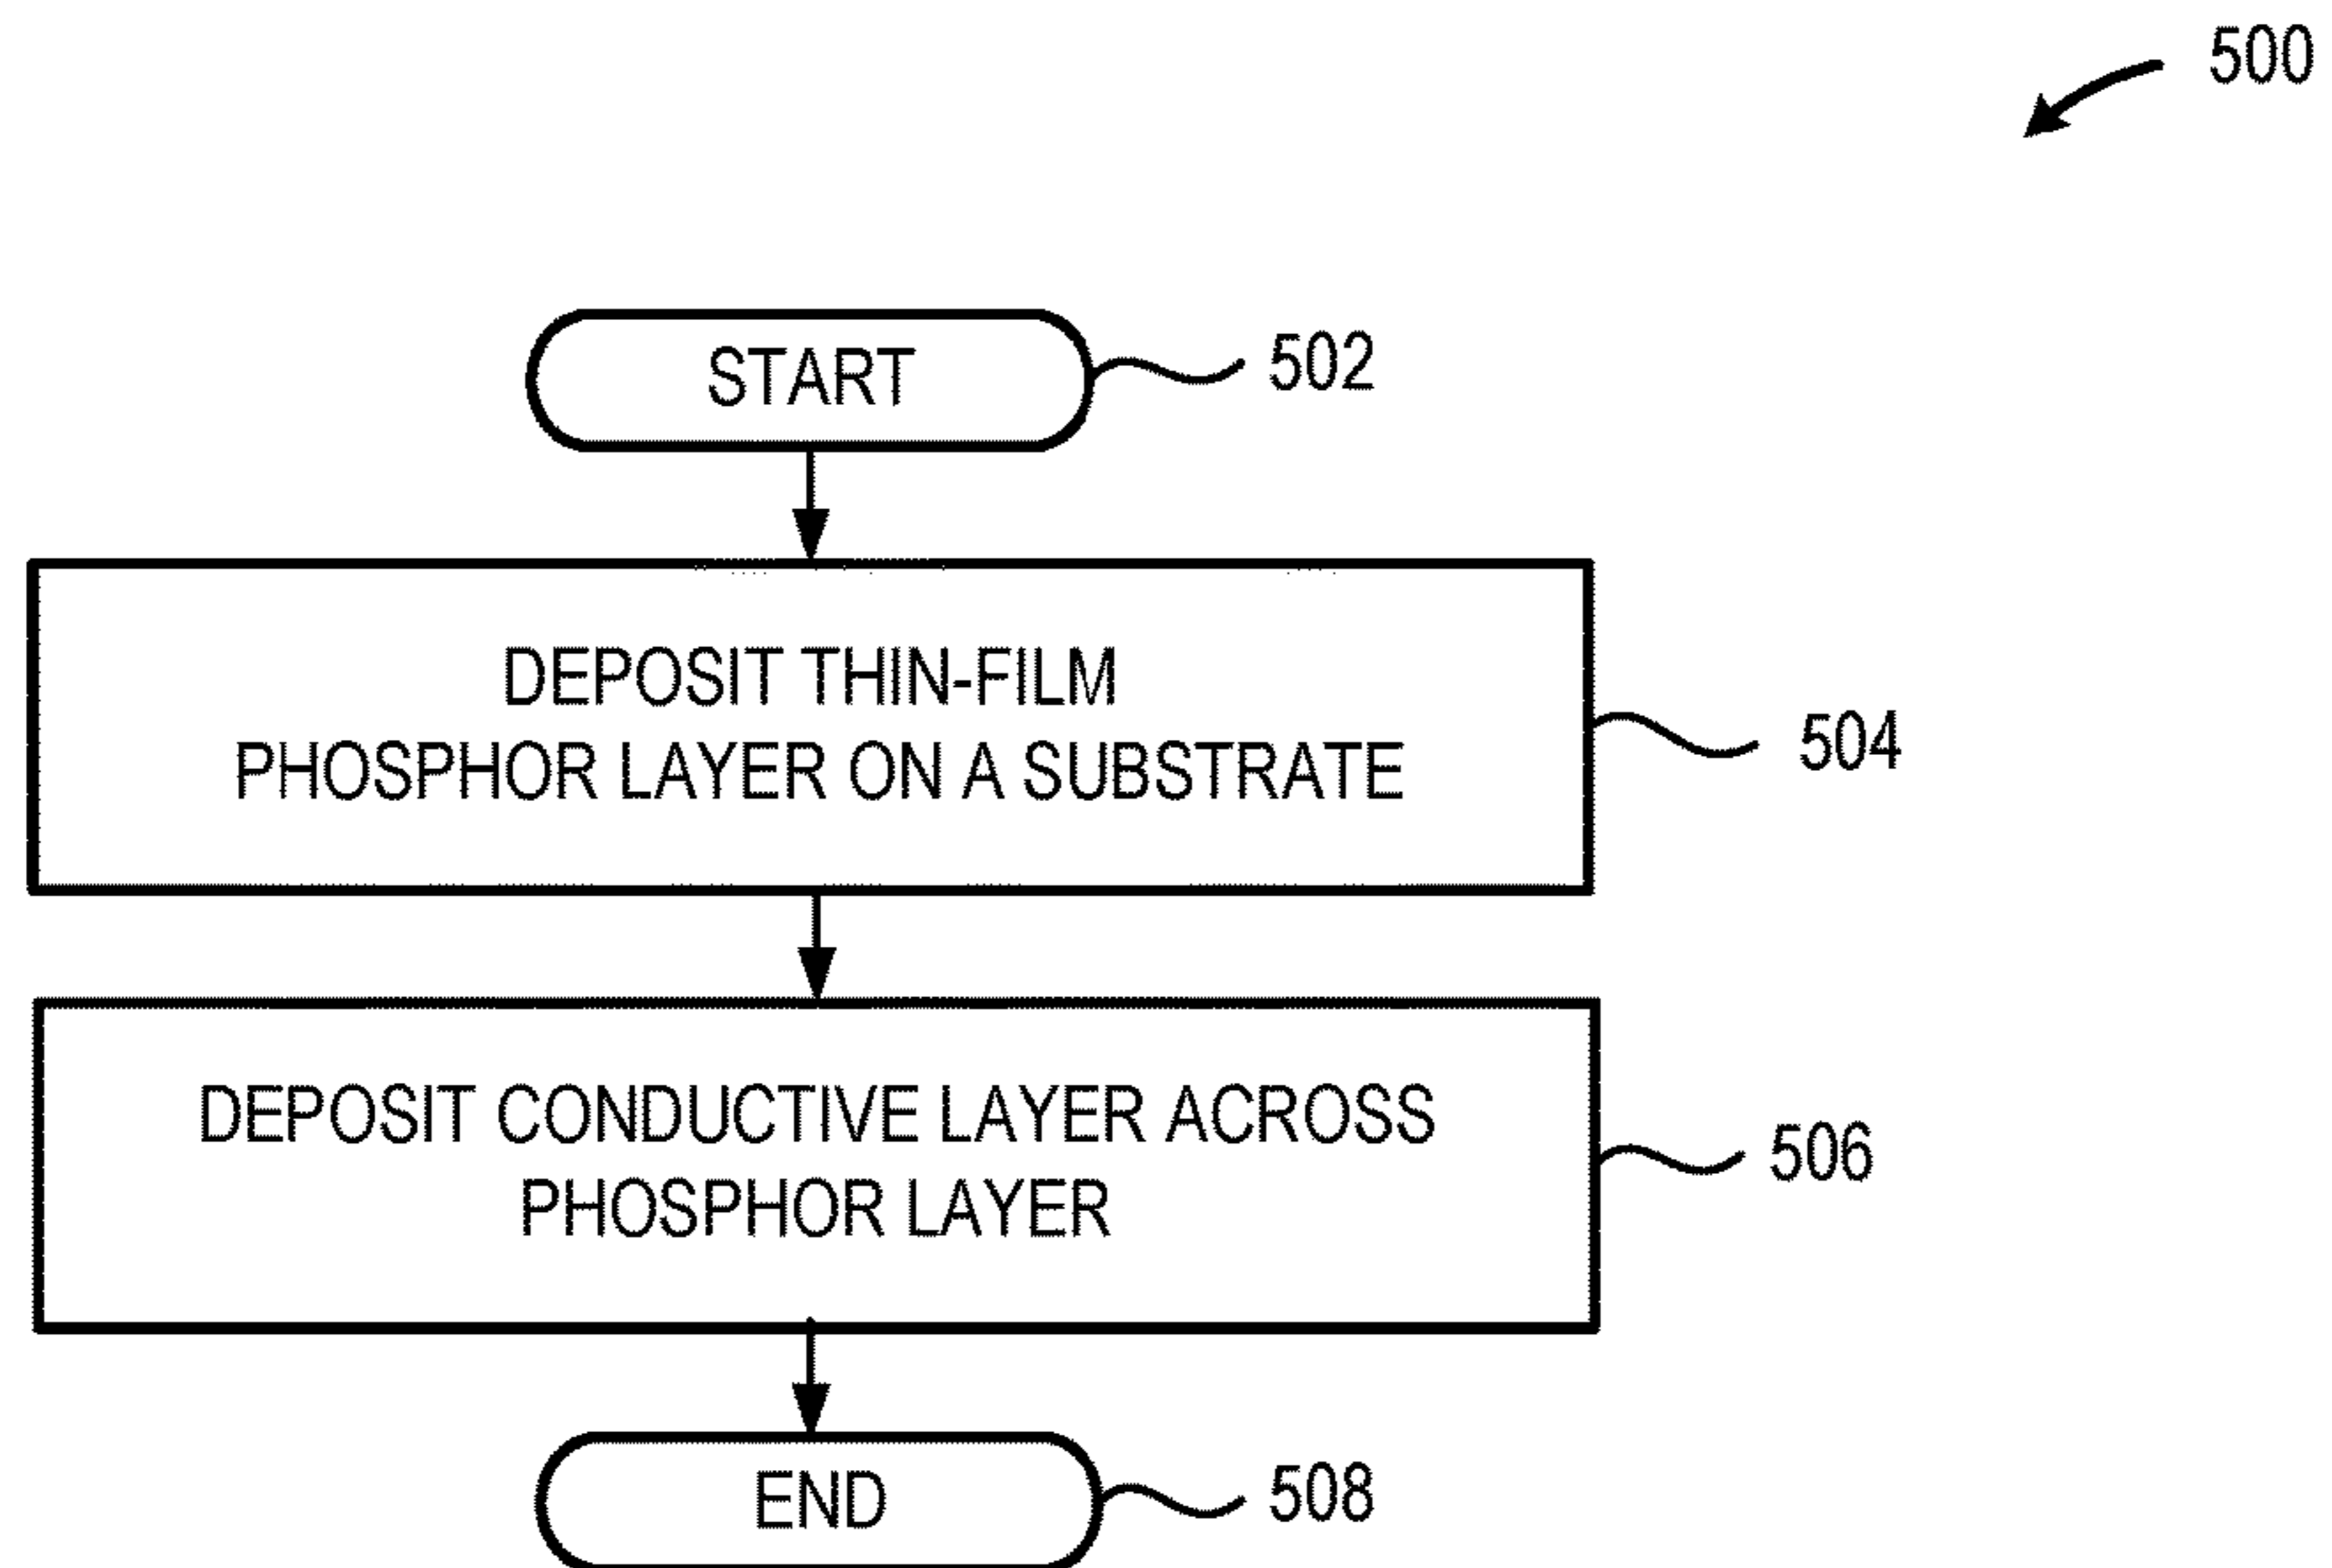 500
START
502
DEPOSIT THIN-FILM
PHOSPHOR LAYER ON A SUBSTRATE
504
DEPOSIT CONDUCTIVE LAYER ACROSS
PHOSPHOR LAYER
506
END
508